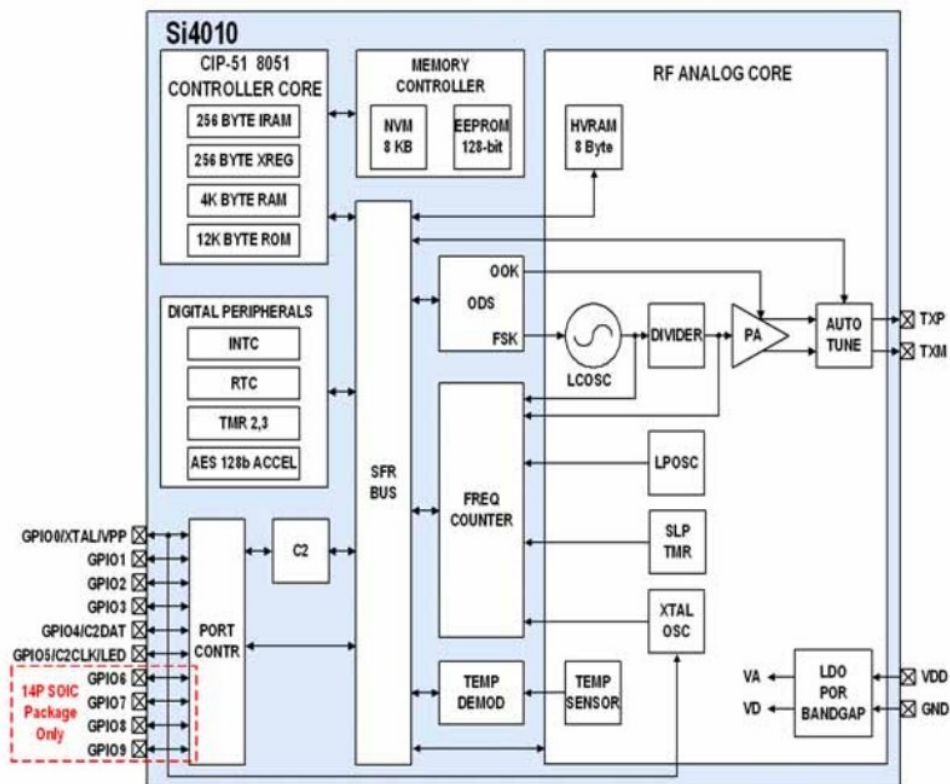 Si4010
CIP-51 8051
CONTROLLER CORE
256 BYTE IRAM
256 BYTE XREG
4K BYTE RAM
12K BYTE ROM
MEMORY
CONTROLLER
NVM
8 KB
EEPROM
128-bit
RF ANALOG CORE
HVRAM
8 Byte
DIGITAL PERIPHERALS
INTC
RTC
TMR 2,3
AES 128b ACCEL
SFR
BUS
OOK
ODS
FSK
LCOSC
DIVIDER
PA
AUTO
TUNE
TXP
TXM
FREQ
COUNTER
LPOSC
SLP
TMR
XTAL
OSC
GPIO0/XTAL/VPP
GPIO1
GPIO2
GPIO3
GPIO4/C2DAT
GPIO5/C2CLK/LED
GPIO6
GPIO7
GPIO8
GPIO9
14P SOIC
Package
Only
PORT
CONTR
C2
TEMP
DEMOD
TEMP
SENSOR
VA
VD
LDO
POR
BANDGAP
VDD
GND